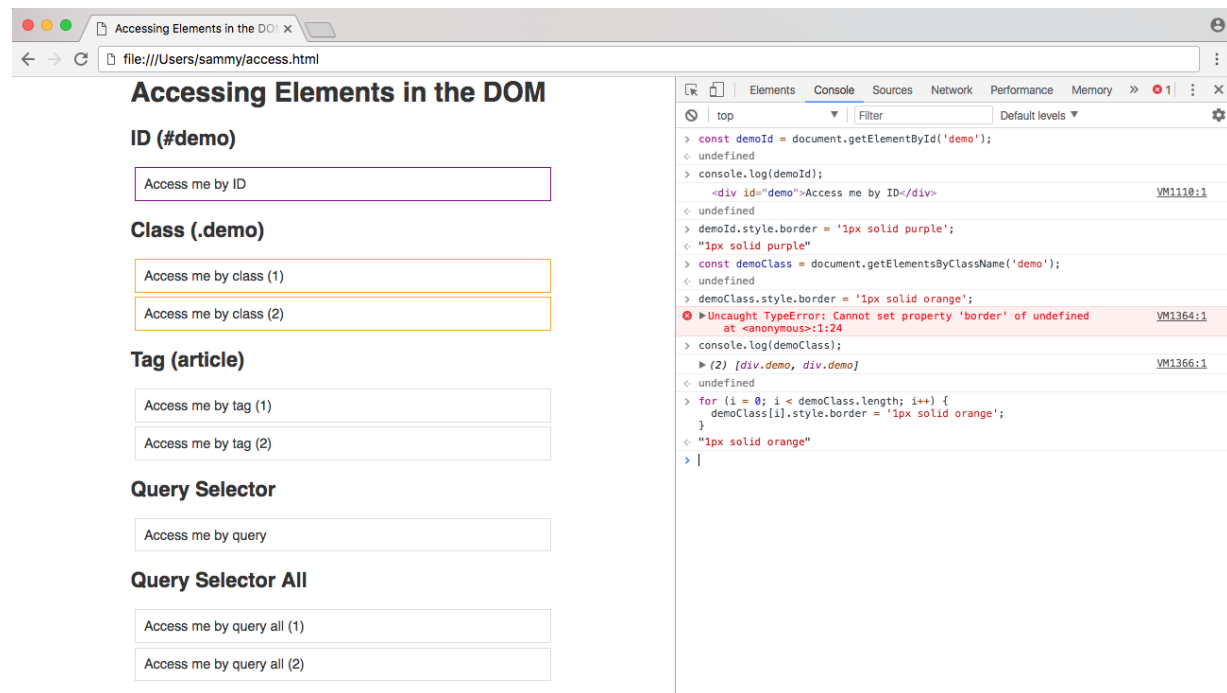 Accessing Elements in the DO
file:///Users/sammy/access.html
Accessing Elements in the DOM
ID (#demo)
Access me by ID
Class (.demo)
Access me by class (1)
Access me by class (2)
Tag (article)
Access me by tag (1)
Access me by tag (2)
Query Selector
Access me by query
Query Selector All
Access me by query all (1)
Access me by query all (2)
Elements Console Sources Network Performance Memory » 1
top Filter Default levels ▼
> const demoId = document.getElementById('demo');
< undefined
> console.log(demoId);
<div id="demo">Access me by ID</div> VM1110:1
< undefined
> demoId.style.border = '1px solid purple';
< "1px solid purple"
> const demoClass = document.getElementsByClassName('demo');
< undefined
> demoClass.style.border = '1px solid orange';
▶Uncaught TypeError: Cannot set property 'border' of undefined VM1364:1
at <anonymous>:1:24
> console.log(demoClass);
▶(2) [div.demo, div.demo] VM1366:1
< undefined
> for (i = 0; i < demoClass.length; i++) {
demoClass[i].style.border = '1px solid orange';
}
< "1px solid orange"
>